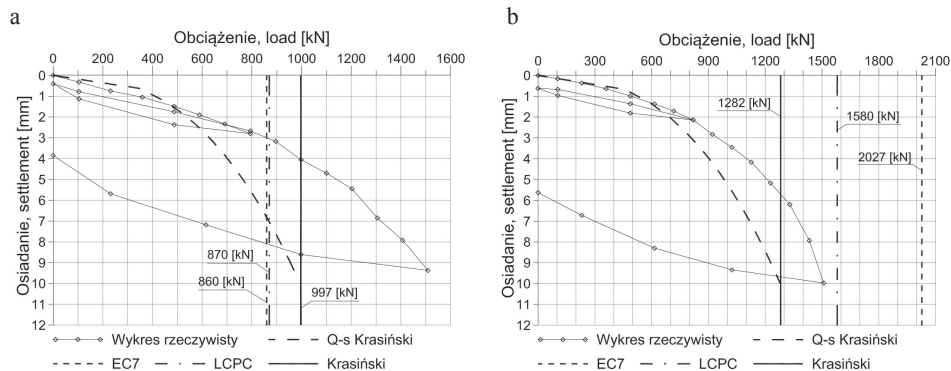 a
Obciążenie, load [kN]
0 200 400 600 800 1000 1200 1400 1600
Osiadanie, settlement [mm]
0
1
2
3
4
5
6
7
8
9
10
11
12
870 [kN]
860 [kN]
997 [kN]
Wykres rzeczywisty
Q-s Krasiński
EC7
LCPC
Krasiński
b
Obciążenie, load [kN]
0 300 600 900 1200 1500 1800 2100
Osiadanie, settlement [mm]
0
1
2
3
4
5
6
7
8
9
10
11
12
1282 [kN]
1580 [kN]
2027 [kN]
Wykres rzeczywisty
Q-s Krasiński
EC7
LCPC
Krasiński